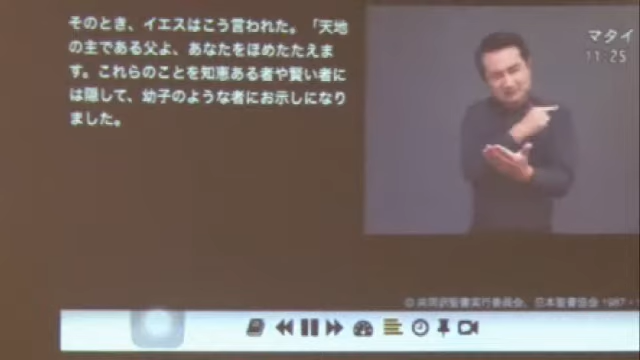 そのとき、イエスはこう言われた。「天地
の主である父よ、あなたをほめたたえま
す。これらのことを知恵ある者や賢い者に
は隠して、幼子のような者にお示しになり
ました。
マタイ
11:25
© 共同訳聖書実行委員会、日本聖書協会 1987・